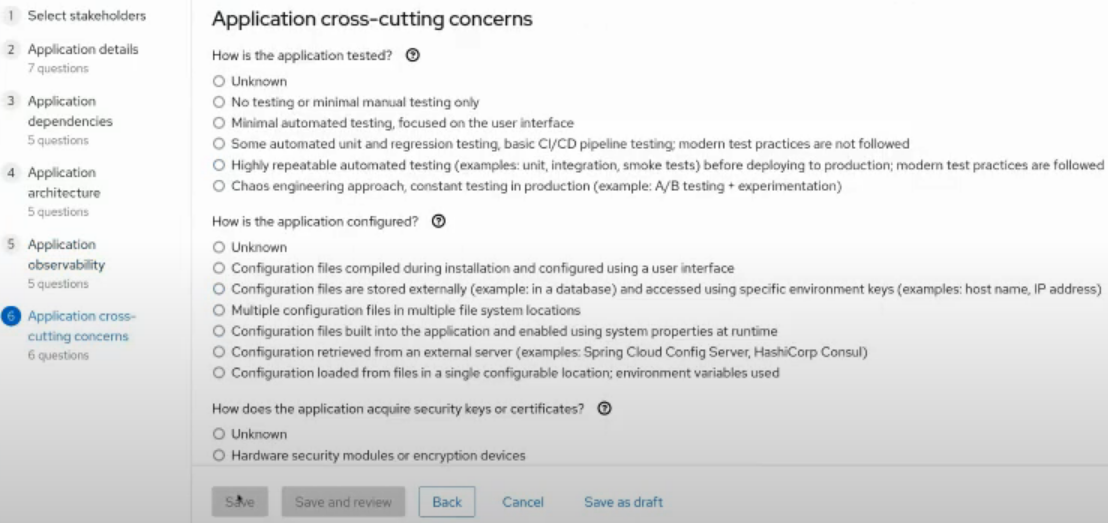 1 Select stakeholders
2 Application details
7 questions
3 Application
dependencies
5 questions
4 Application
architecture
5 questions
5 Application
observability
5 questions
6 Application cross-
cutting concerns
6 questions
Application cross-cutting concerns
How is the application tested? ?
Unknown
No testing or minimal manual testing only
Minimal automated testing, focused on the user interface
Some automated unit and regression testing, basic CI/CD pipeline testing; modern test practices are not followed
Highly repeatable automated testing (examples: unit, integration, smoke tests) before deploying to production; modern test practices are followed
Chaos engineering approach, constant testing in production (example: A/B testing + experimentation)
How is the application configured? ?
Unknown
Configuration files compiled during installation and configured using a user interface
Configuration files are stored externally (example: in a database) and accessed using specific environment keys (examples: host name, IP address)
Multiple configuration files in multiple file system locations
Configuration files built into the application and enabled using system properties at runtime
Configuration retrieved from an external server (examples: Spring Cloud Config Server, HashiCorp Consul)
Configuration loaded from files in a single configurable location; environment variables used
How does the application acquire security keys or certificates? ?
Unknown
Hardware security modules or encryption devices
Save Save and review Back Cancel Save as draft